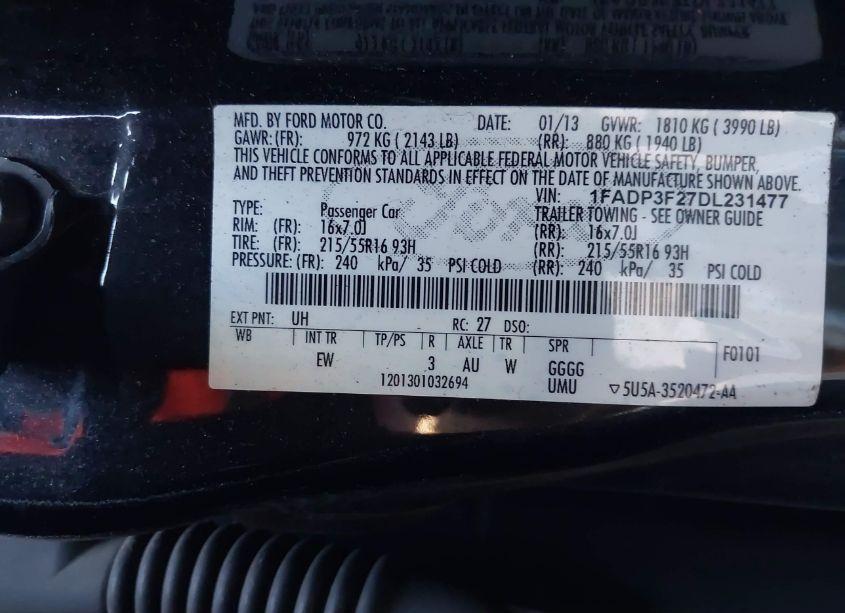 MFD. BY FORD MOTOR CO. DATE: 01/13 GVWR: 1810 KG ( 3990 LB)
GAWR: (FR): 972 KG ( 2143 LB) (RR): 880 KG ( 1940 LB)
THIS VEHICLE CONFORMS TO ALL APPLICABLE FEDERAL MOTOR VEHICLE SAFETY, BUMPER,
AND THEFT PREVENTION STANDARDS IN EFFECT ON THE DATE OF MANUFACTURE SHOWN ABOVE.
VIN: 1FADP3F27DL231477
TYPE: Passenger Car TRAILER TOWING - SEE OWNER GUIDE
RIM: (FR): 16x7.0J (RR): 16x7.0J
TIRE: (FR): 215/55R16 93H (RR): 215/55R16 93H
PRESSURE: (FR): 240 kPa/ 35 PSI COLD (RR): 240 kPa/ 35 PSI COLD
EXT PNT: UH RC: 27 DSO:
WB INT TR TP/PS R AXLE TR SPR F0101
EW 3 AU W GGGG
1201301032694 UMU ▽5U5A-3520472-AA